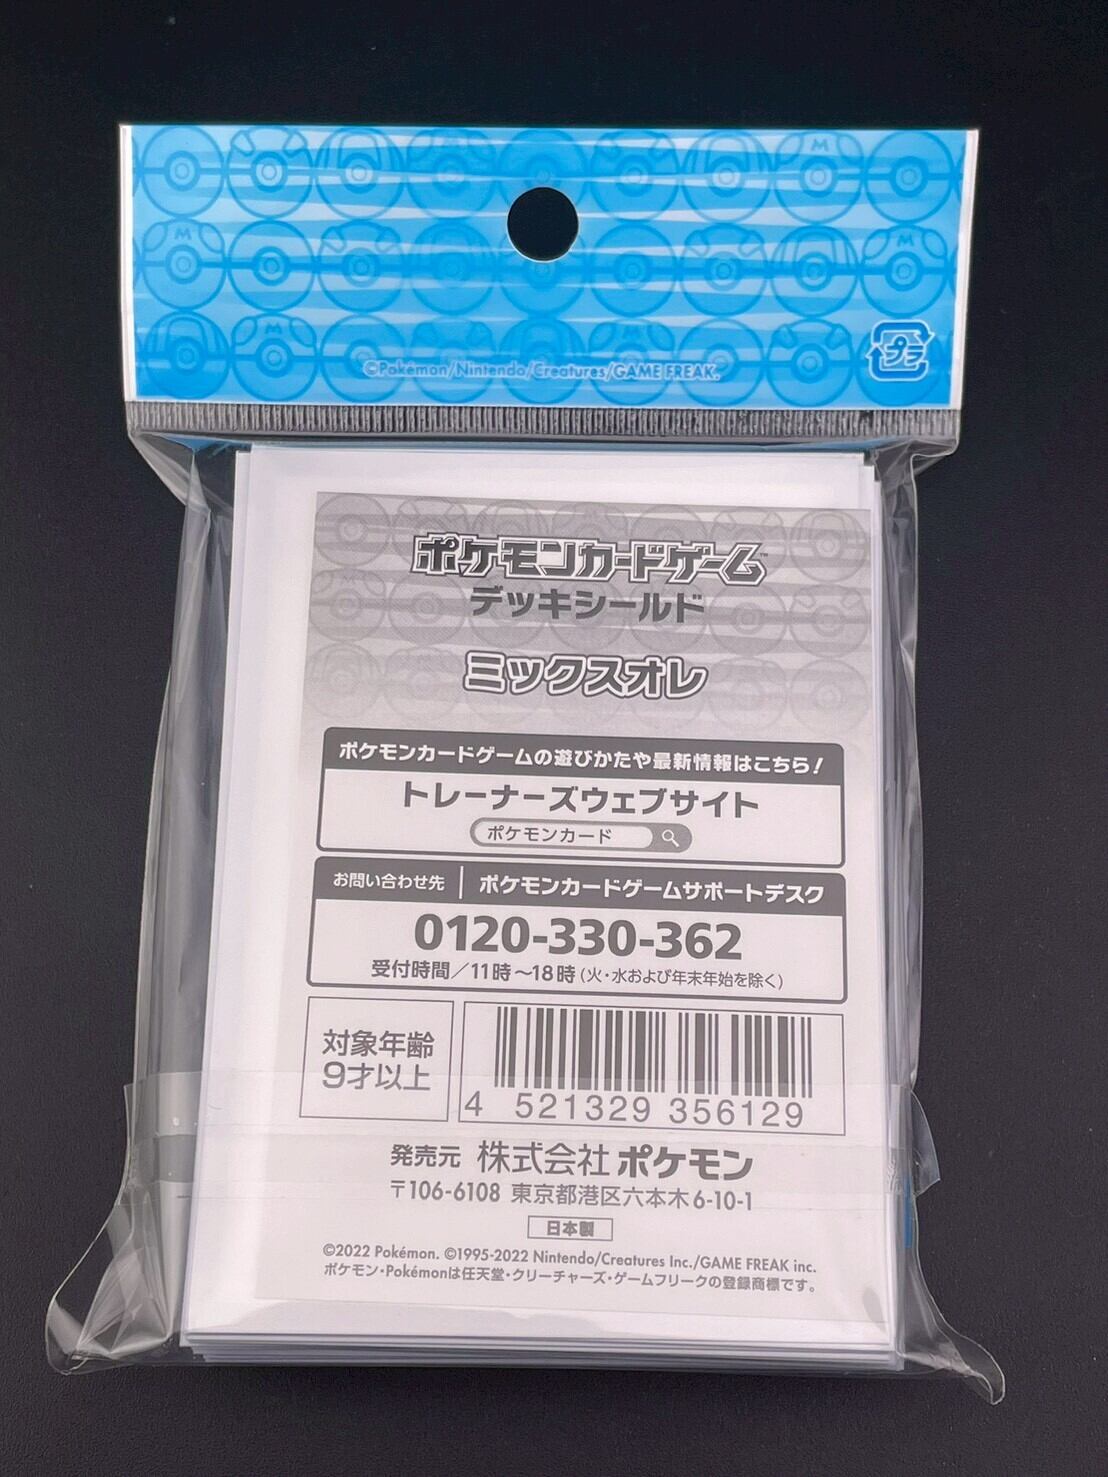 ©Pokémon/Nintendo/Creatures/GAME FREAK.
プラ
ポケモンカードゲーム™
デッキシールド
ミックスオレ
ポケモンカードゲームの遊びかたや最新情報はこちら！
トレーナーズウェブサイト
ポケモンカード
お問い合わせ先 ポケモンカードゲームサポートデスク
0120-330-362
受付時間／11時～18時(火・水および年末年始を除く)
対象年齢
9才以上
4 521329 356129
発売元 株式会社 ポケモン
〒106-6108 東京都港区六本木6-10-1
日本製
©2022 Pokémon. ©1995-2022 Nintendo/Creatures Inc./GAME FREAK inc.
ポケモン・Pokémonは任天堂・クリーチャーズ・ゲームフリークの登録商標です。